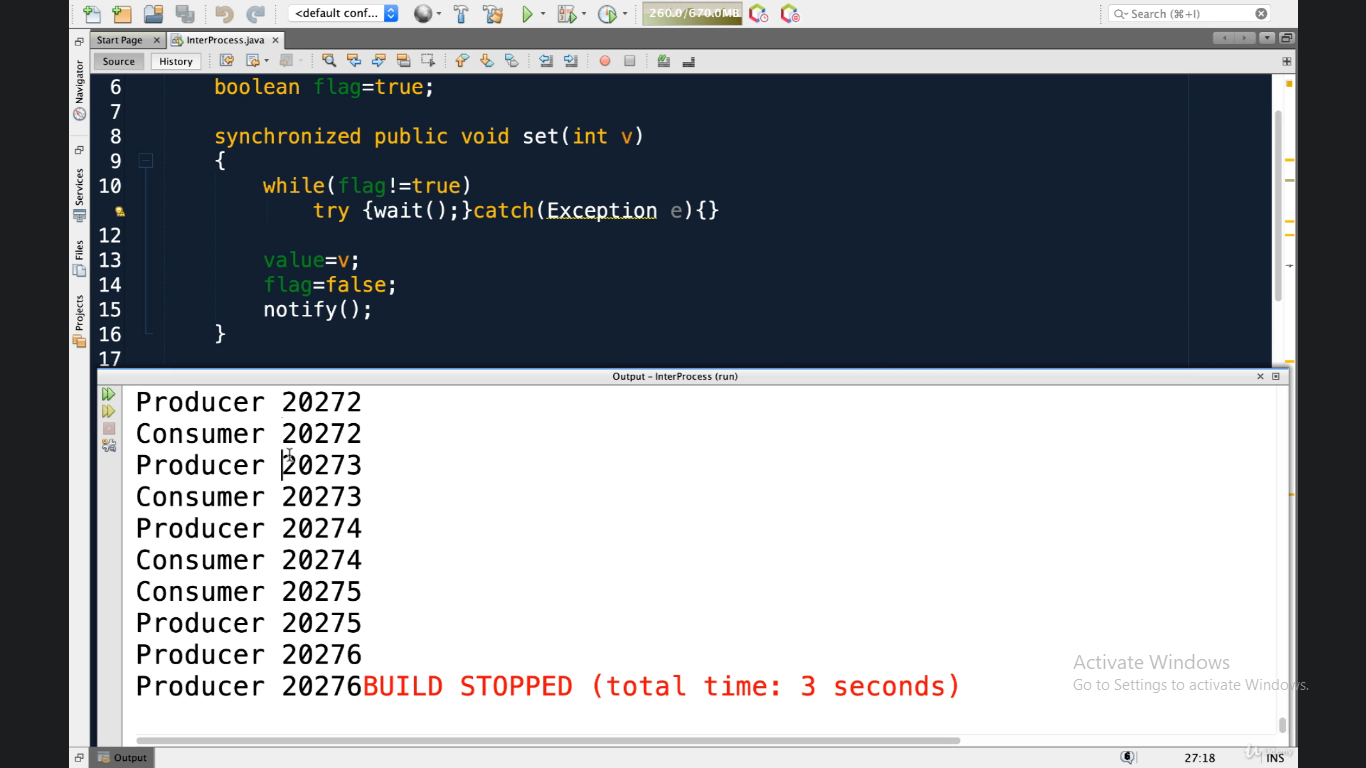 <default conf...
260.0/670.0MB
Search (⌘+I)
Start Page
InterProcess.java
Source
History
Navigator
Services
Files
Projects
6 boolean flag=true;
7
8 synchronized public void set(int v)
9 {
10 while(flag!=true)
try {wait();}catch(Exception e){}
12
13 value=v;
14 flag=false;
15 notify();
16 }
17
Output - InterProcess (run)
Producer 20272
Consumer 20272
Producer 20273
Consumer 20273
Producer 20274
Consumer 20274
Consumer 20275
Producer 20275
Producer 20276
Producer 20276BUILD STOPPED (total time: 3 seconds)
Activate Windows
Go to Settings to activate Windows.
Output
6
27:18
INS